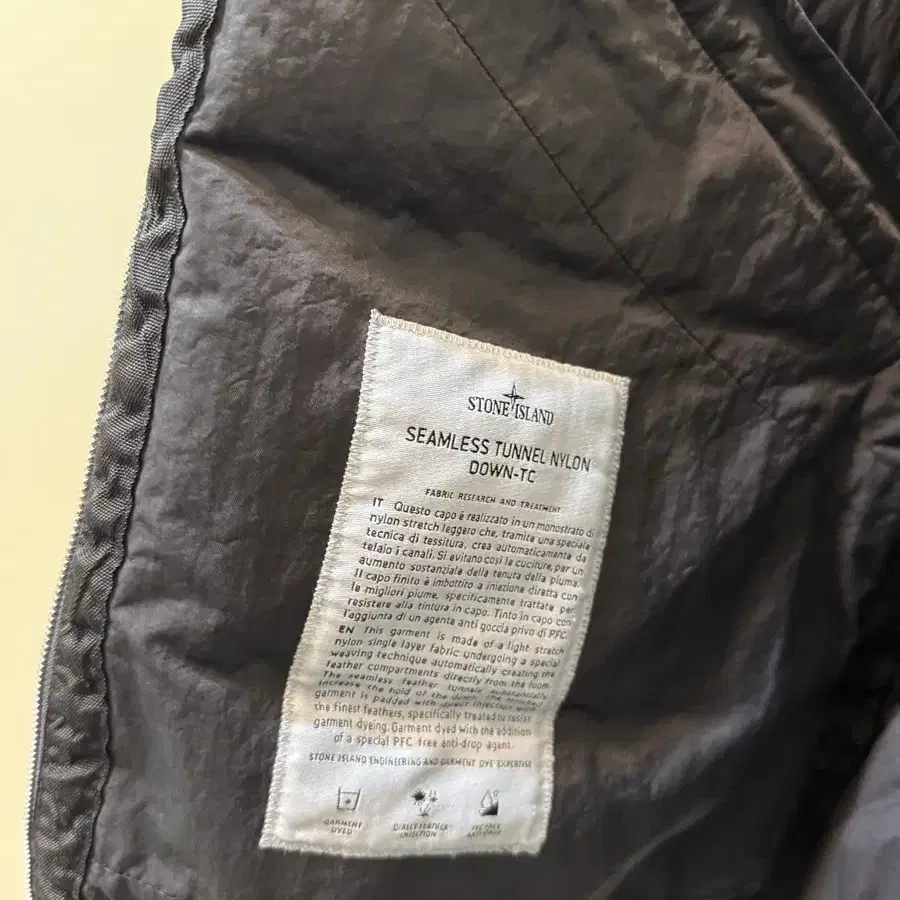 STONE ISLAND
SEAMLESS TUNNEL NYLON
DOWN-TC
FABRIC RESEARCH AND TREATMENT
IT Questo capo è realizzato in un monostrato di
nylon stretch leggero che, tramite una speciale
tecnica di tessitura, crea automaticamente da
telaio i canali. Si evitano così le cuciture, per un
aumento sostanziale della tenuta della piuma.
Il capo finito è imbottito a iniezione diretta con
le migliori piume, specificamente trattate per
resistere alla tintura in capo. Tinto in capo con
l'aggiunta di un agente anti goccia privo di PFC.
EN This garment is made of a light stretch
nylon single layer fabric undergoing a special
weaving technique automatically creating the
feather compartments directly from the loom.
The seamless feather tunnels substantially
increase the hold of the down. The finished
garment is padded with direct injection with
the finest feathers, specifically treated to resist
garment dyeing. Garment dyed with the addition
of a special PFC free anti-drop agent.
STONE ISLAND ENGINEERING AND GARMENT DYE EXPERTISE
GARMENT
DYED
DIRECT FEATHER
INJECTION
PFC FREE
ANTI-DROP